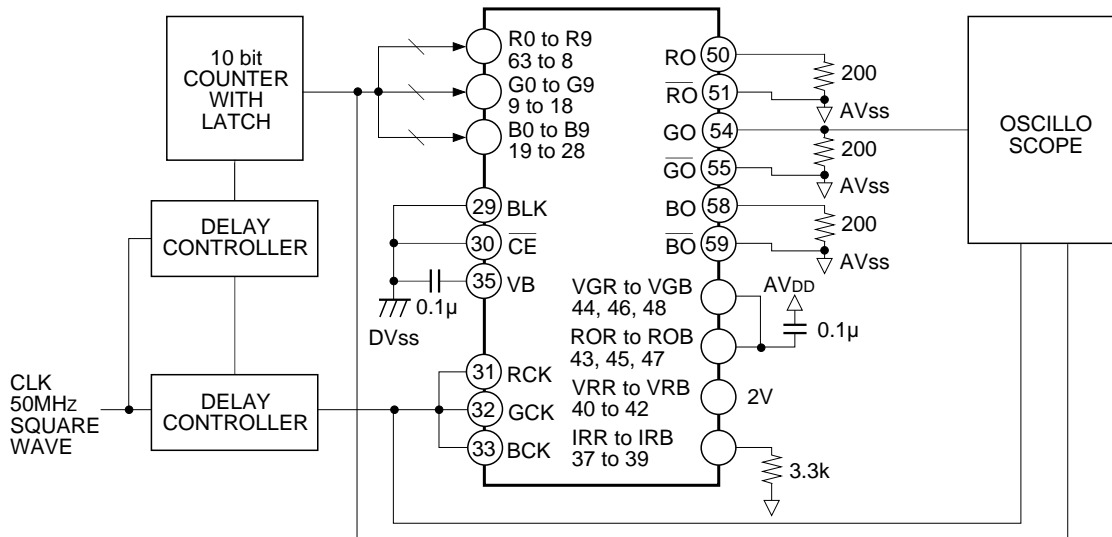 10 bit
COUNTER
WITH
LATCH
DELAY
CONTROLLER
CLK
50MHz
SQUARE
WAVE
DELAY
CONTROLLER
R0 to R9
63 to 8
G0 to G9
9 to 18
B0 to B9
19 to 28
29 BLK
30 CE
35 VB
0.1μ
DVss
31 RCK
32 GCK
33 BCK
RO 50
RO 51
GO 54
GO 55
BO 58
BO 59
200
AVss
200
AVss
200
AVss
VGR to VGB
44, 46, 48
ROR to ROB
43, 45, 47
VRR to VRB
40 to 42
IRR to IRB
37 to 39
AVDD
0.1μ
2V
3.3k
OSCILLO
SCOPE